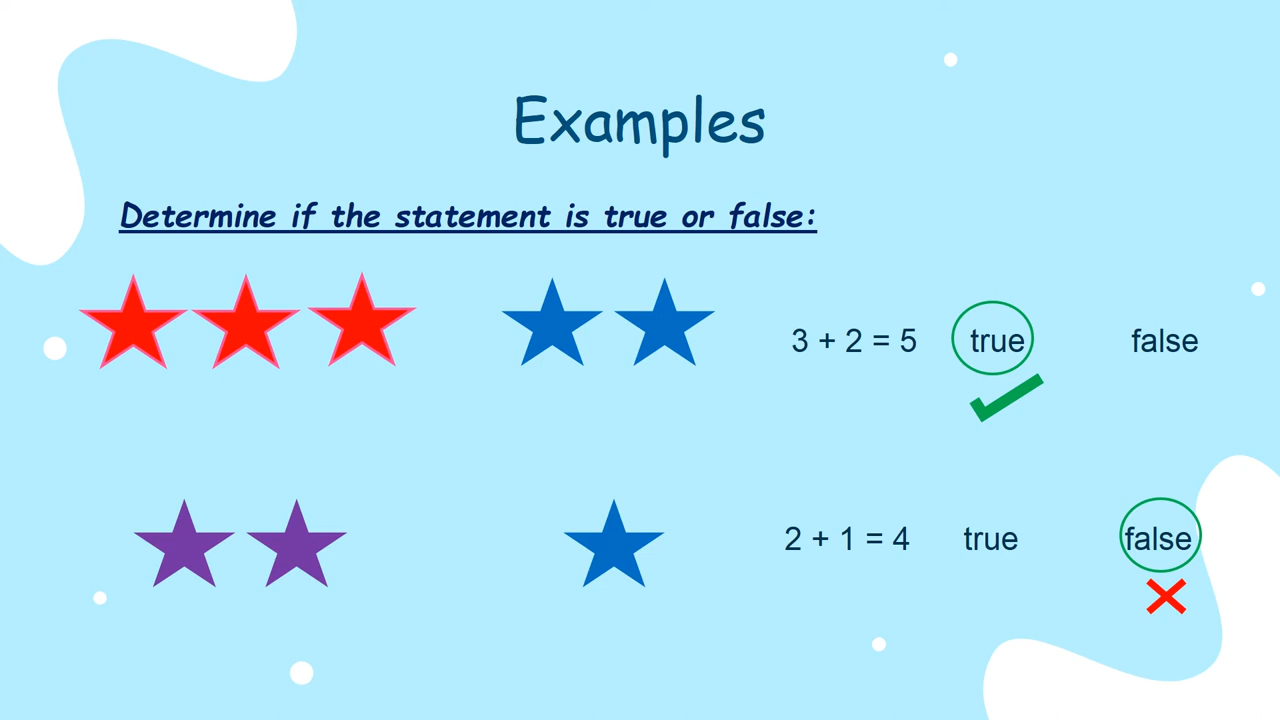 Examples
Determine if the statement is true or false:
3 + 2 = 5 true false
2 + 1 = 4 true false